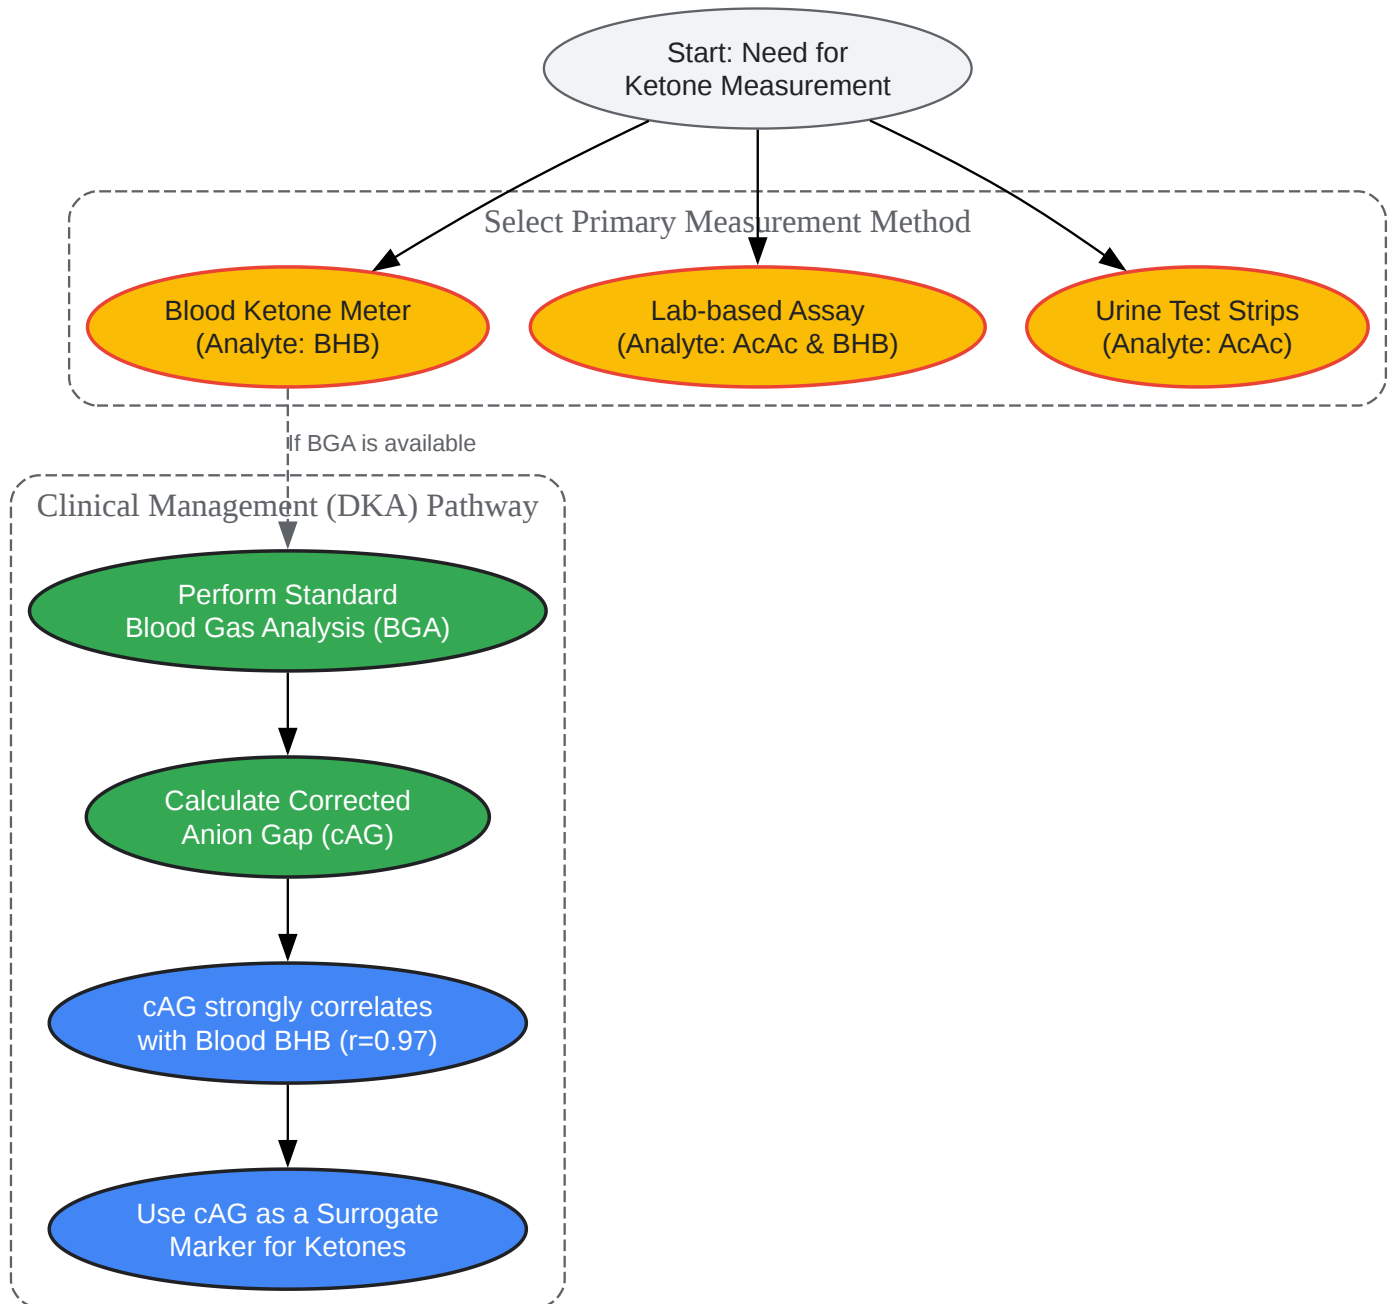 Start: Need for
Ketone Measurement
Select Primary Measurement Method
Blood Ketone Meter
(Analyte: BHB)
Lab-based Assay
(Analyte: AcAc & BHB)
Urine Test Strips
(Analyte: AcAc)
If BGA is available
Clinical Management (DKA) Pathway
Perform Standard
Blood Gas Analysis (BGA)
Calculate Corrected
Anion Gap (cAG)
cAG strongly correlates
with Blood BHB (r=0.97)
Use cAG as a Surrogate
Marker for Ketones